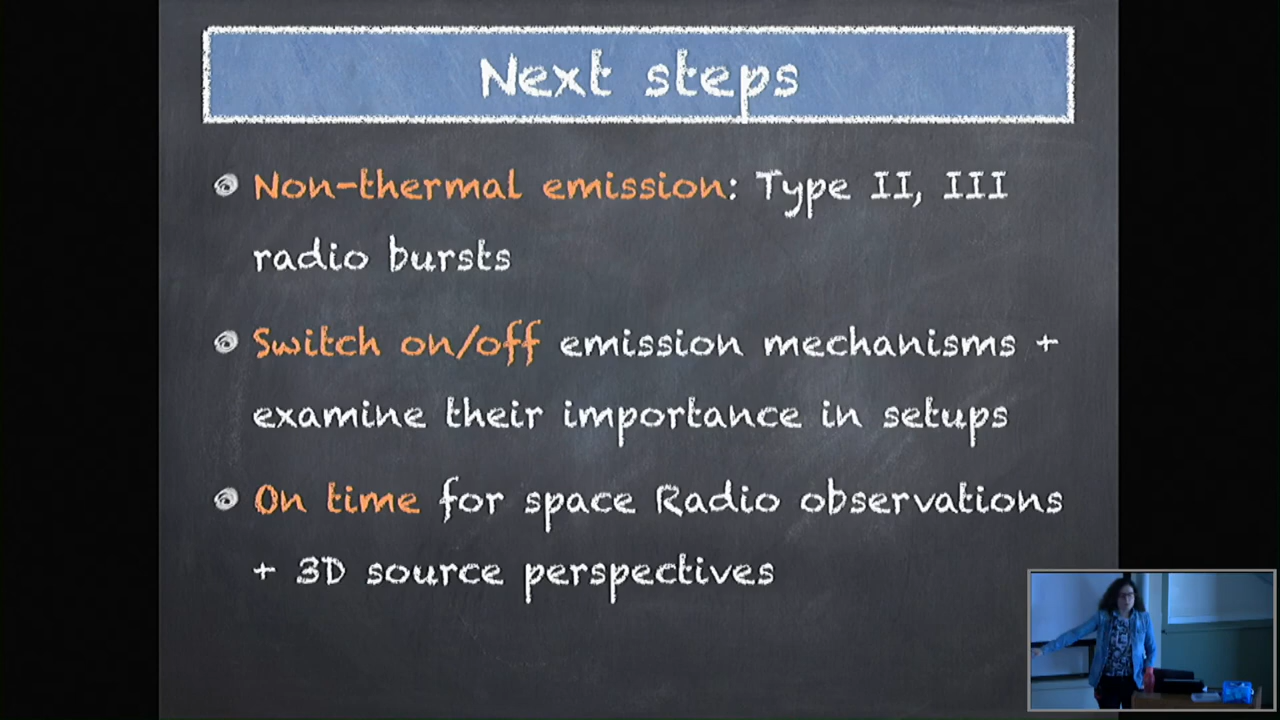 Next steps
Non-thermal emission: Type II, III
radio bursts
Switch on/off emission mechanisms +
examine their importance in setups
On time for space Radio observations
+ 3D source perspectives